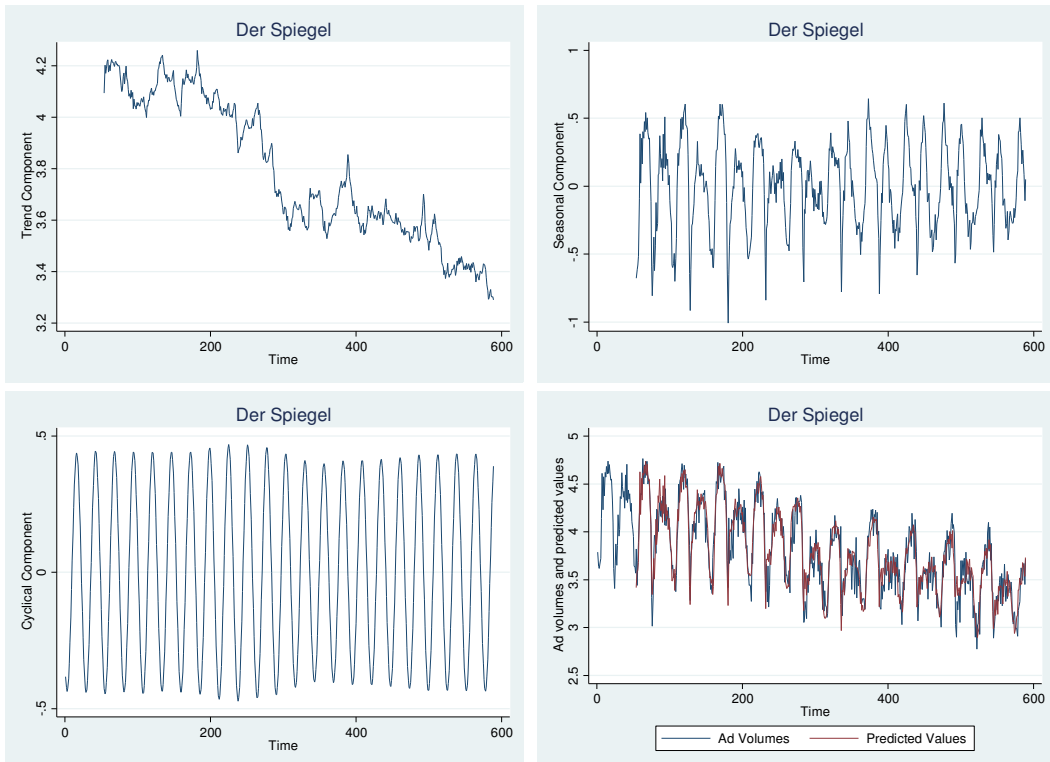 Der Spiegel
Trend Component
4.2
4
3.8
3.6
3.4
3.2
0
200
400
600
Time
Der Spiegel
Seasonal Component
1
.5
0
-.5
-1
0
200
400
600
Time
Der Spiegel
Cyclical Component
.5
0
-.5
0
200
400
600
Time
Der Spiegel
Ad volumes and predicted values
5
4.5
4
3.5
3
2.5
0
200
400
600
Time
Ad Volumes
Predicted Values